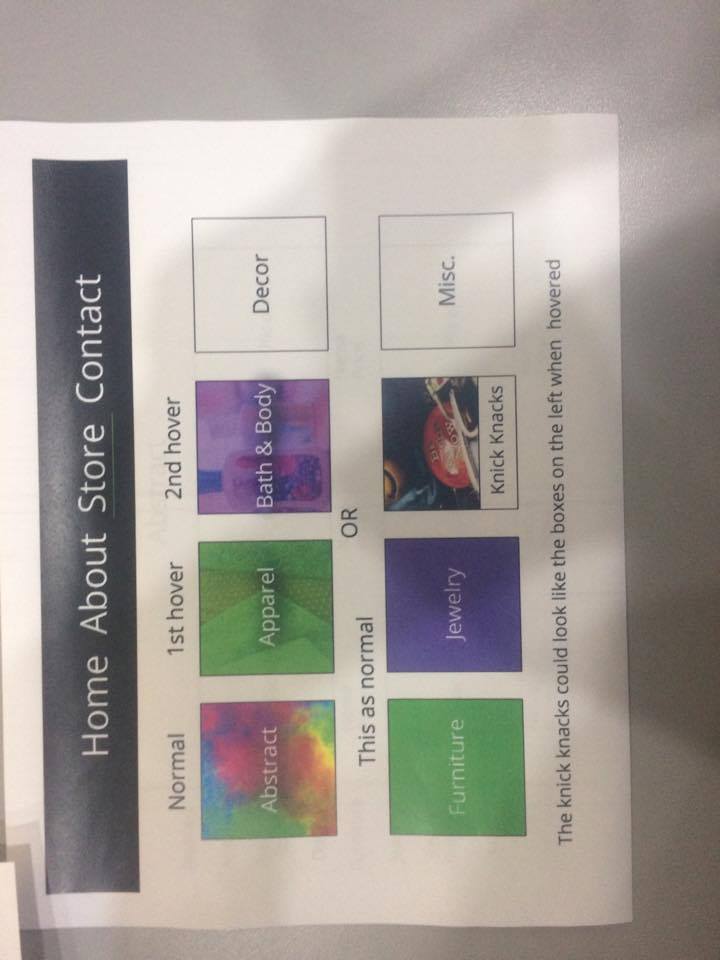 Home About Store Contact
Normal 1st hover 2nd hover
Abstract Apparel Bath & Body Decor
This as normal OR
Furniture Jewelry Knick Knacks Misc.
The knick knacks could look like the boxes on the left when hovered